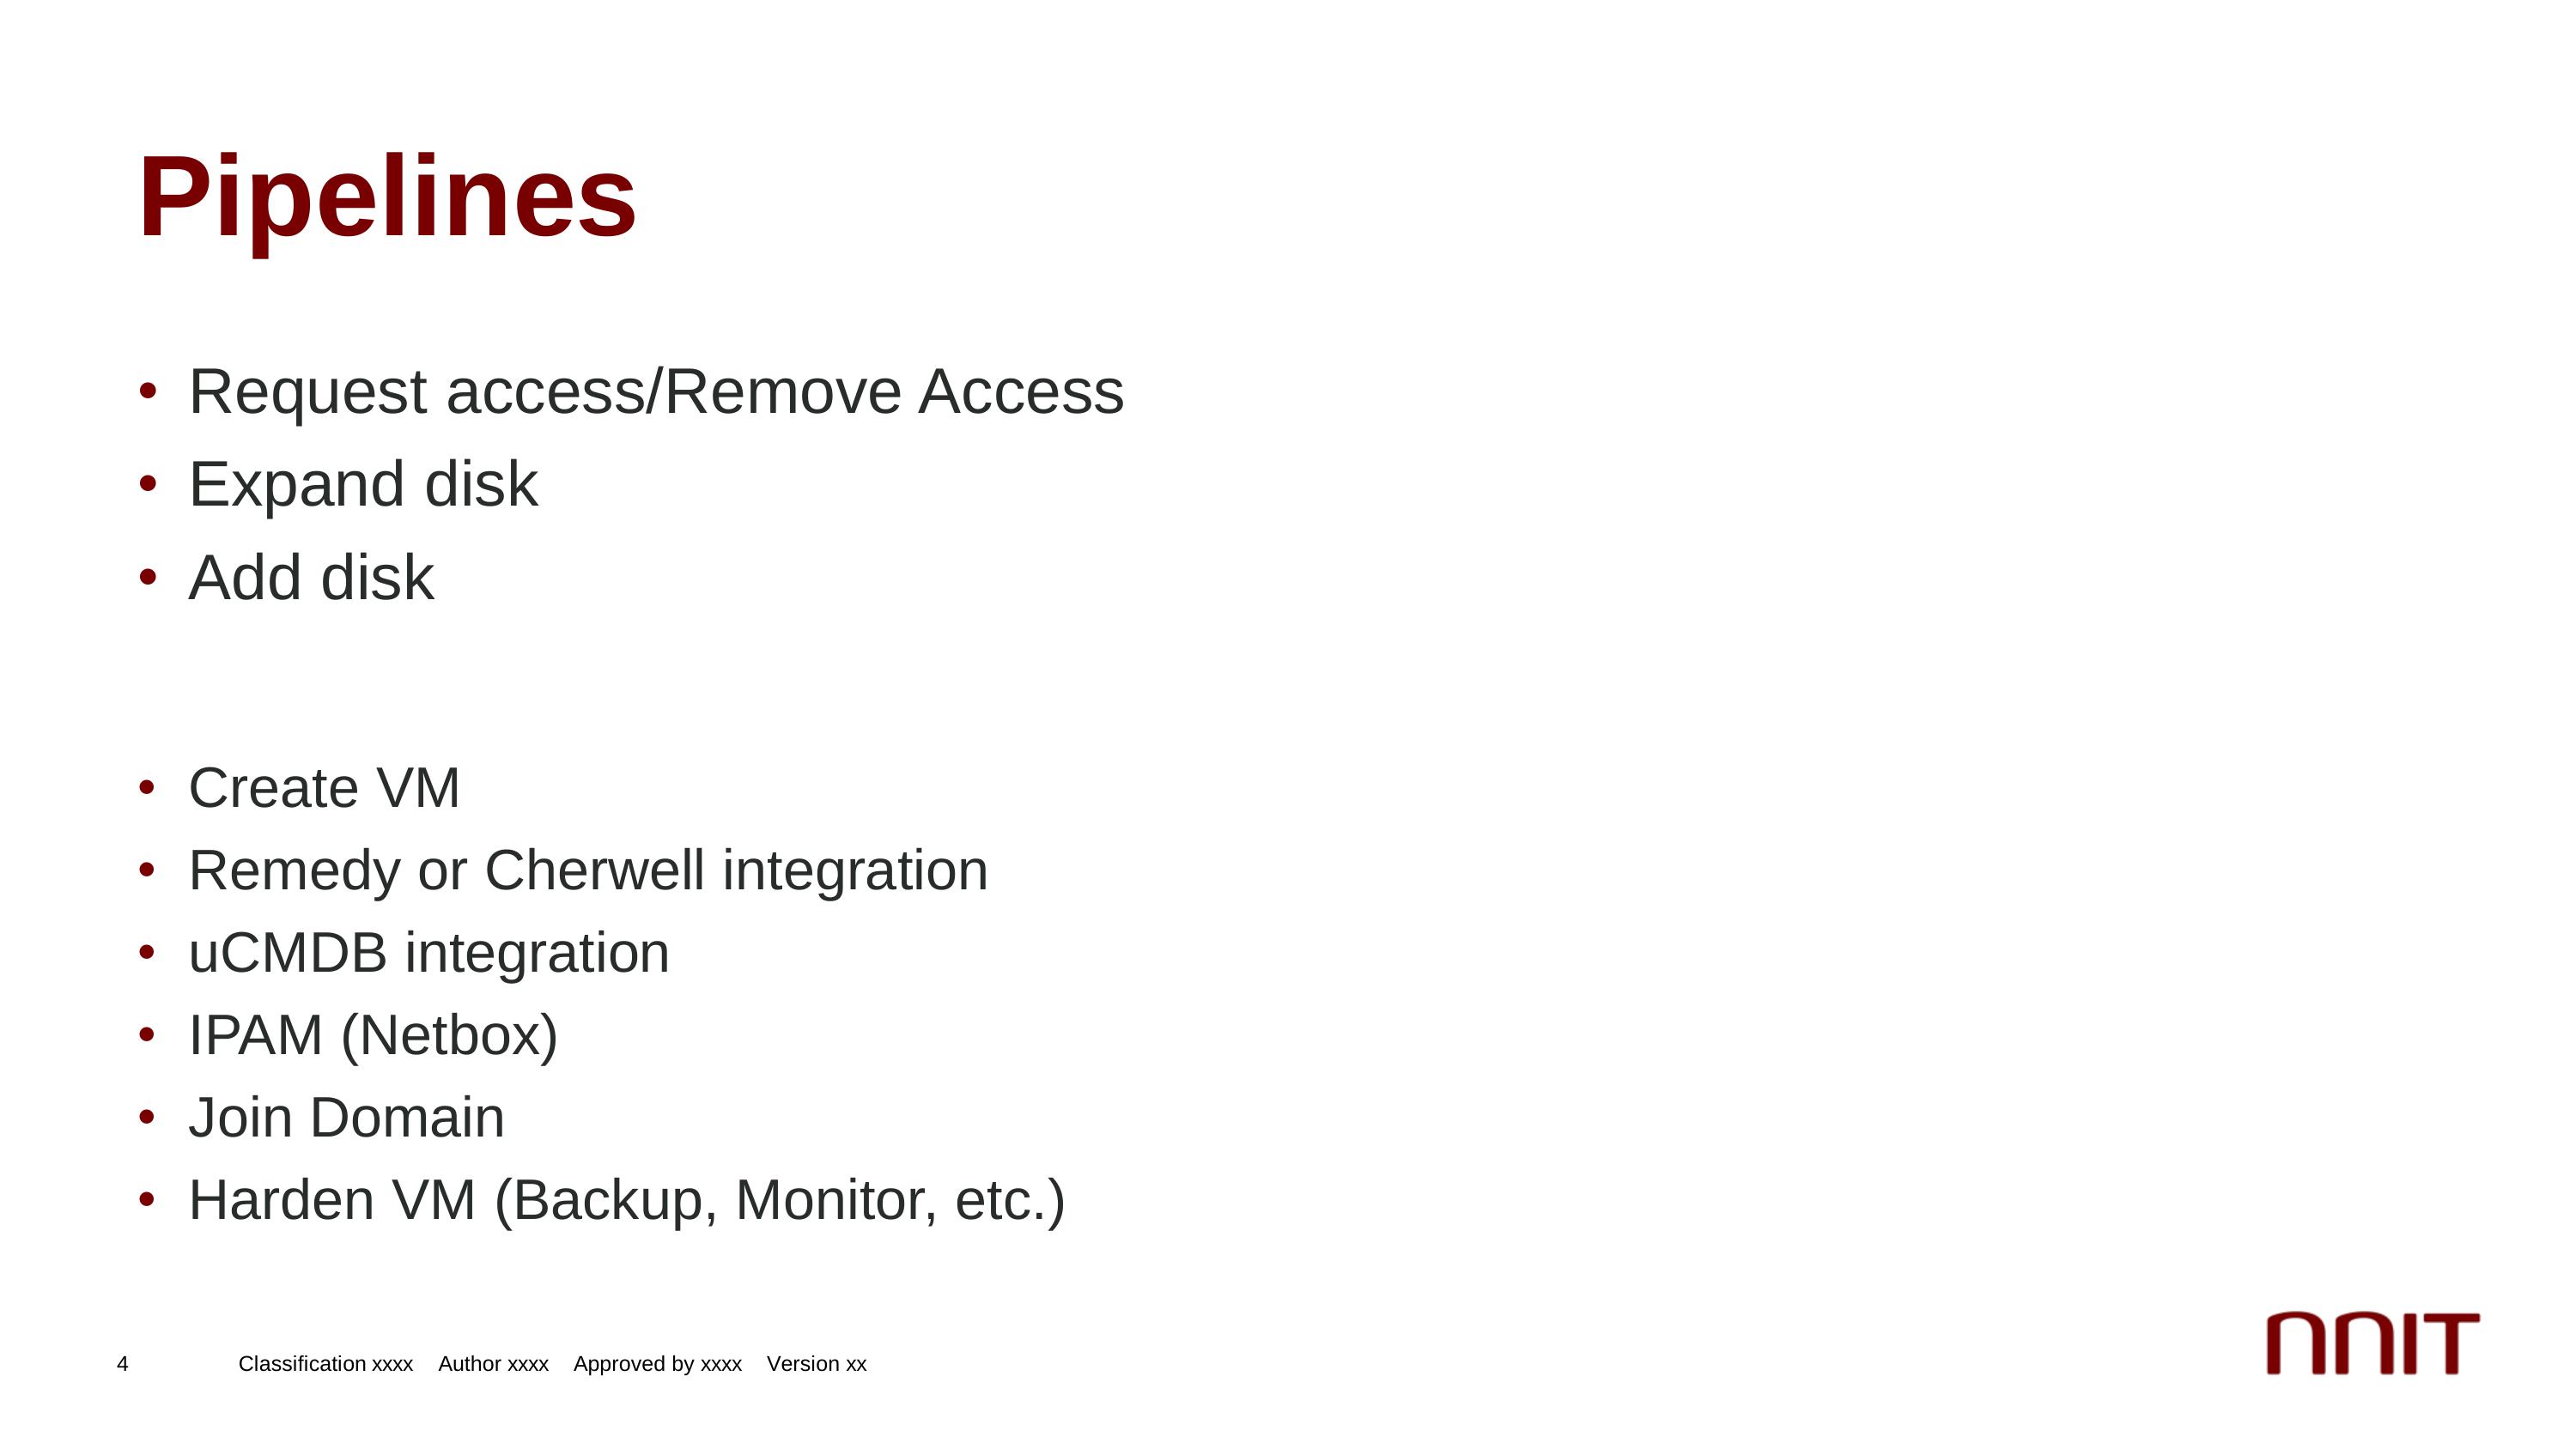 Pipelines
• Request access/Remove Access
• Expand disk
• Add disk
• Create VM
• Remedy or Cherwell integration
• uCMDB integration
• IPAM (Netbox)
• Join Domain
• Harden VM (Backup, Monitor, etc.)
4 Classification xxxx Author xxxx Approved by xxxx Version xx
nnIT